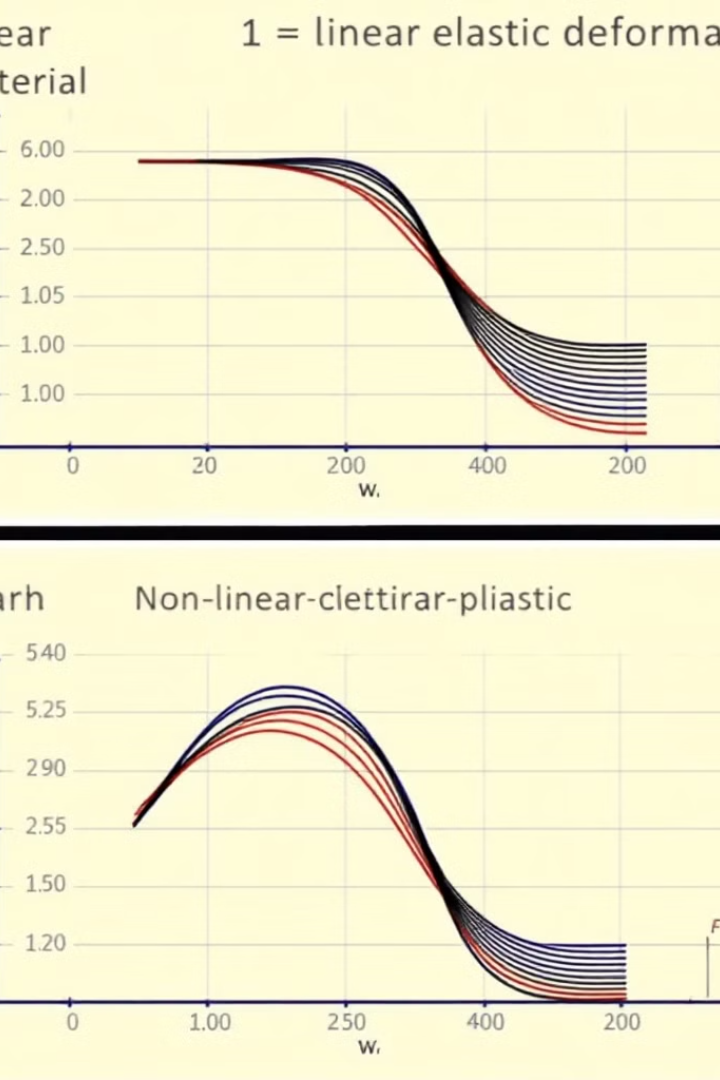 ear
1 = linear elastic deforma
terial
6.00
2.00
2.50
1.05
1.00
1.00
0 20 200 400 200
W.
arh
Non-linear-clettirar-pliastic
540
5.25
290
2.55
1.50
1.20
F
0 1.00 250 400 200
W.